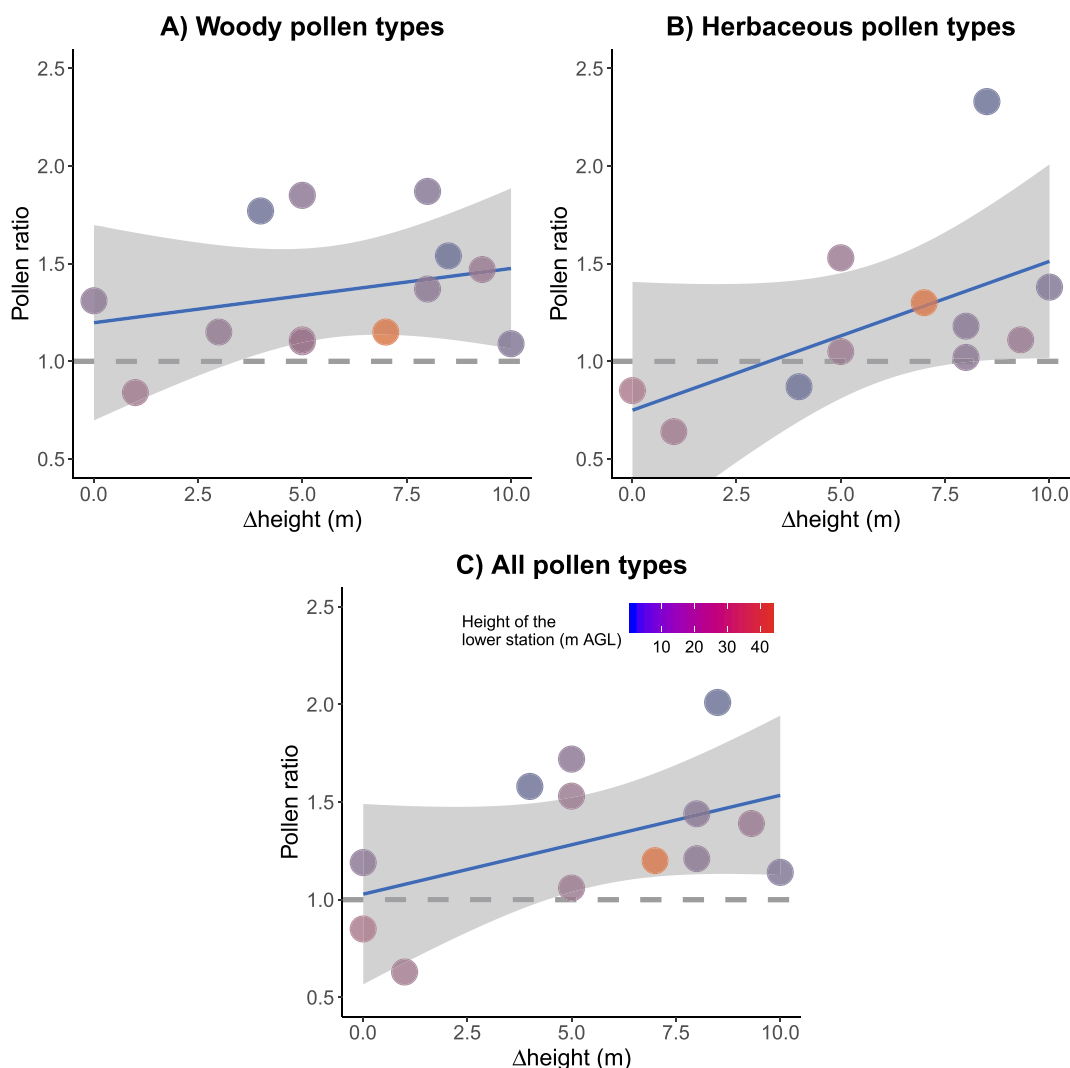 A) Woody pollen types
2.5
2.0
1.5
1.0
0.5
Pollen ratio
0.0 2.5 5.0 7.5 10.0
Δheight (m)
B) Herbaceous pollen types
2.5
2.0
1.5
1.0
0.5
Pollen ratio
0.0 2.5 5.0 7.5 10.0
Δheight (m)
C) All pollen types
Height of the
lower station (m AGL)
10 20 30 40
2.5
2.0
1.5
1.0
0.5
Pollen ratio
0.0 2.5 5.0 7.5 10.0
Δheight (m)